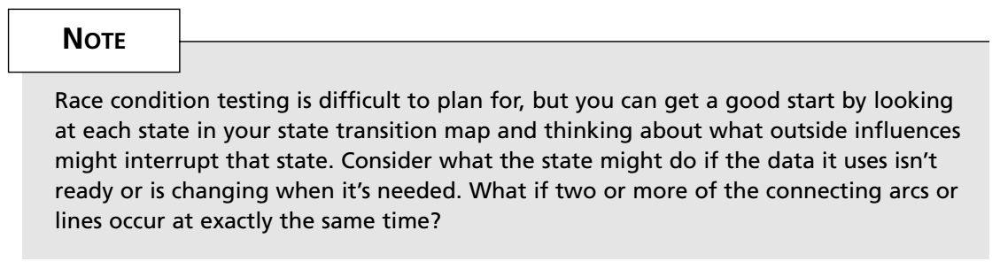 NOTE
Race condition testing is difficult to plan for, but you can get a good start by looking
at each state in your state transition map and thinking about what outside influences
might interrupt that state. Consider what the state might do if the data it uses isn’t
ready or is changing when it’s needed. What if two or more of the connecting arcs or
lines occur at exactly the same time?